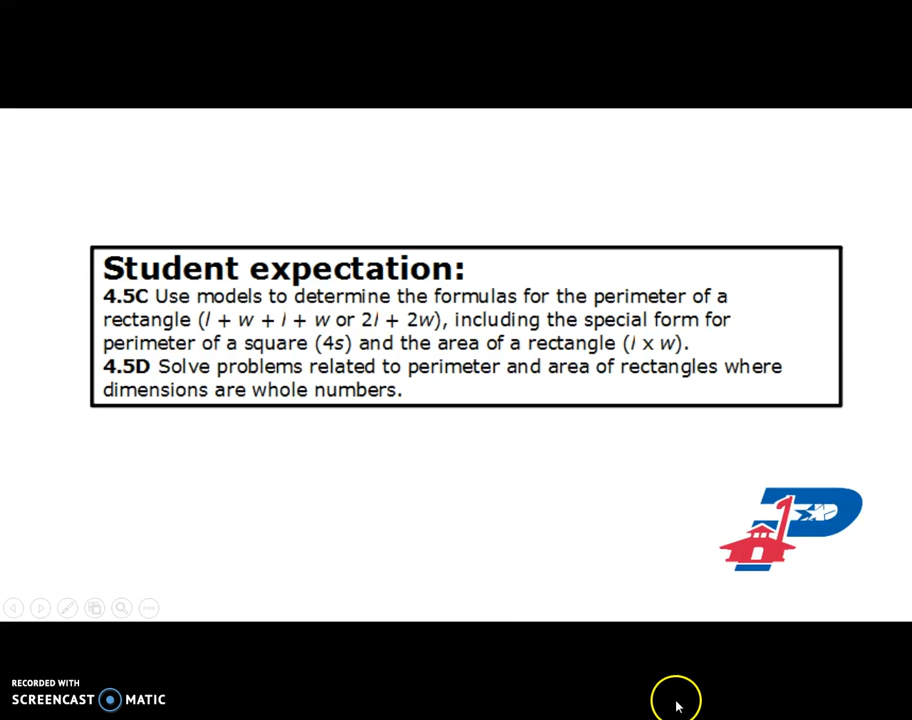 Student expectation:
4.5C Use models to determine the formulas for the perimeter of a
rectangle (l + w + l + w or 2l + 2w), including the special form for
perimeter of a square (4s) and the area of a rectangle (l x w).
4.5D Solve problems related to perimeter and area of rectangles where
dimensions are whole numbers.
RECORDED WITH
SCREENCAST MATIC